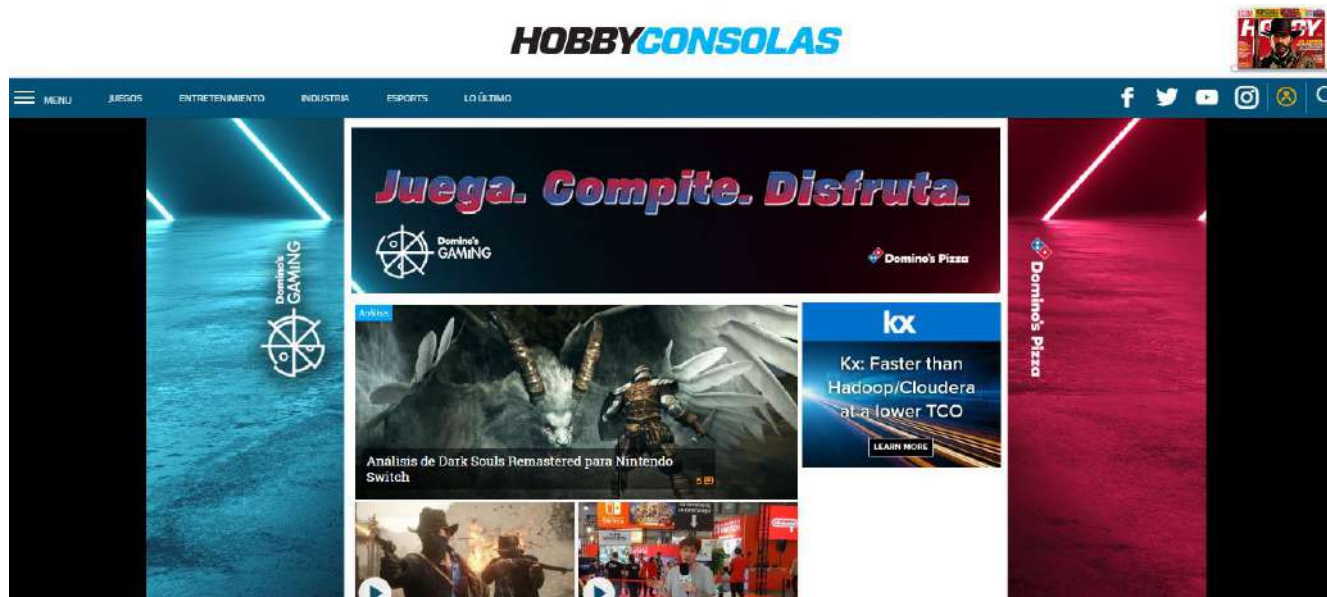 HOBBYCONSOLAS
HOBBY
MENU JUEGOS ENTRETENIMIENTO INDUSTRIA ESPORTS LO ÚLTIMO
Juega. Compite. Disfruta.
Domino's
GAMING
Domino's Pizza
Domino's
GAMING
Domino's Pizza
Análisis
Análisis de Dark Souls Remastered para Nintendo
Switch
5
kx
Kx: Faster than
Hadoop/Cloudera
at a lower TCO
LEARN MORE